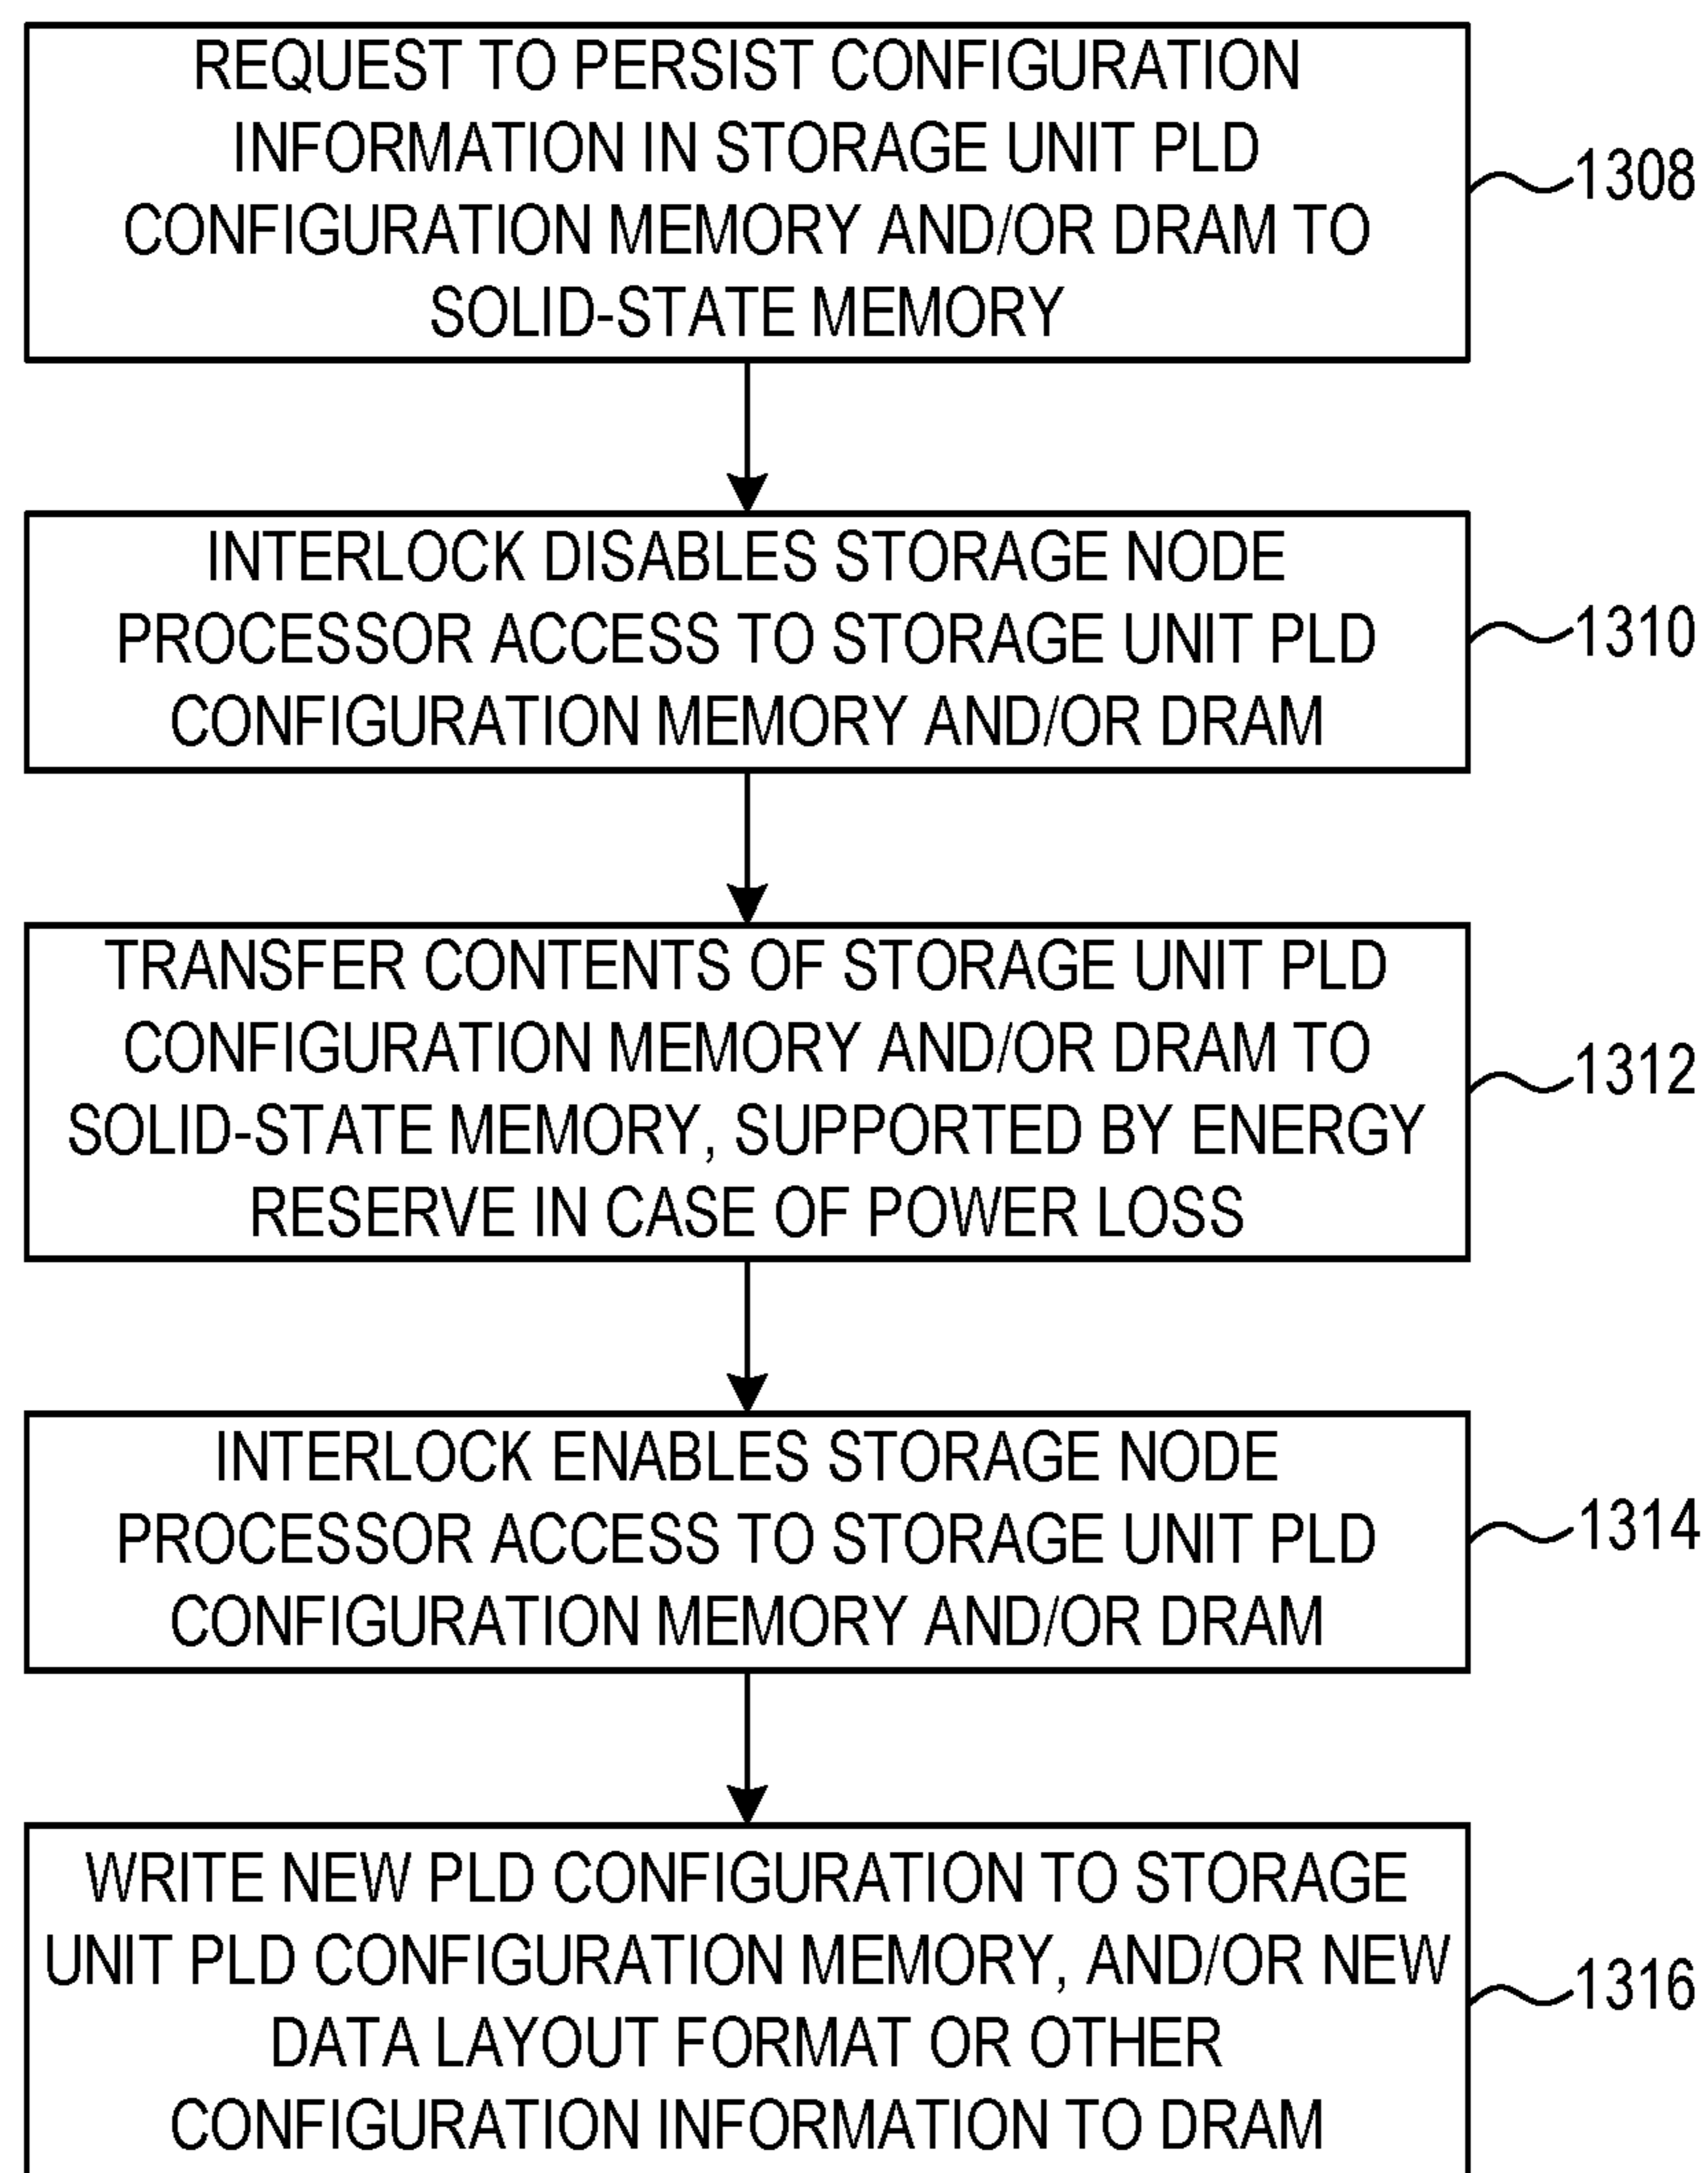 REQUEST TO PERSIST CONFIGURATION
INFORMATION IN STORAGE UNIT PLD
CONFIGURATION MEMORY AND/OR DRAM TO
SOLID-STATE MEMORY
1308
INTERLOCK DISABLES STORAGE NODE
PROCESSOR ACCESS TO STORAGE UNIT PLD
CONFIGURATION MEMORY AND/OR DRAM
1310
TRANSFER CONTENTS OF STORAGE UNIT PLD
CONFIGURATION MEMORY AND/OR DRAM TO
SOLID-STATE MEMORY, SUPPORTED BY ENERGY
RESERVE IN CASE OF POWER LOSS
1312
INTERLOCK ENABLES STORAGE NODE
PROCESSOR ACCESS TO STORAGE UNIT PLD
CONFIGURATION MEMORY AND/OR DRAM
1314
WRITE NEW PLD CONFIGURATION TO STORAGE
UNIT PLD CONFIGURATION MEMORY, AND/OR NEW
DATA LAYOUT FORMAT OR OTHER
CONFIGURATION INFORMATION TO DRAM
1316